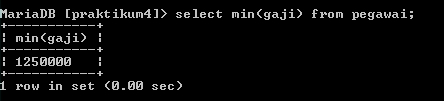 MariaDB [praktikum4]> select min(gaji) from pegawai;
+-----------+
| min(gaji) |
+-----------+
| 1250000   |
+-----------+
1 row in set (0.00 sec)